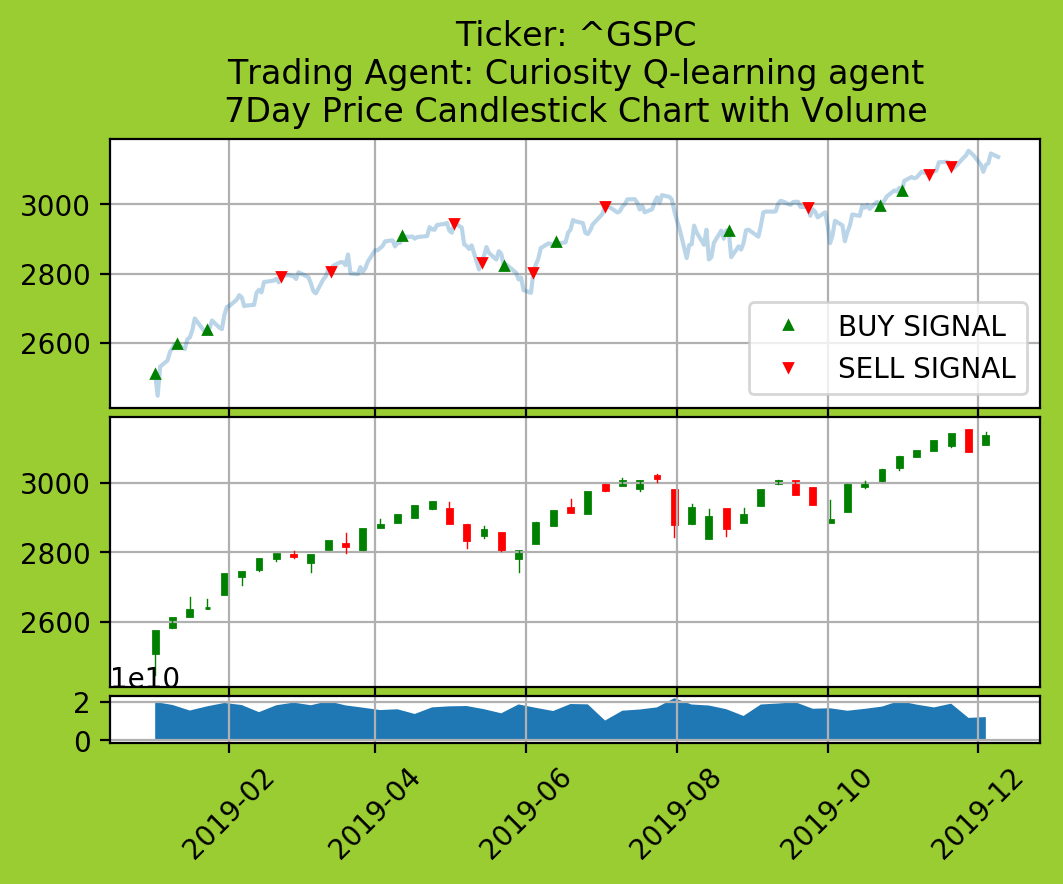 Ticker: ^GSPC
Trading Agent: Curiosity Q-learning agent
7Day Price Candlestick Chart with Volume
3000
2800
2600
BUY SIGNAL
SELL SIGNAL
3000
2800
2600
1e10
2
0
2019-02
2019-04
2019-06
2019-08
2019-10
2019-12